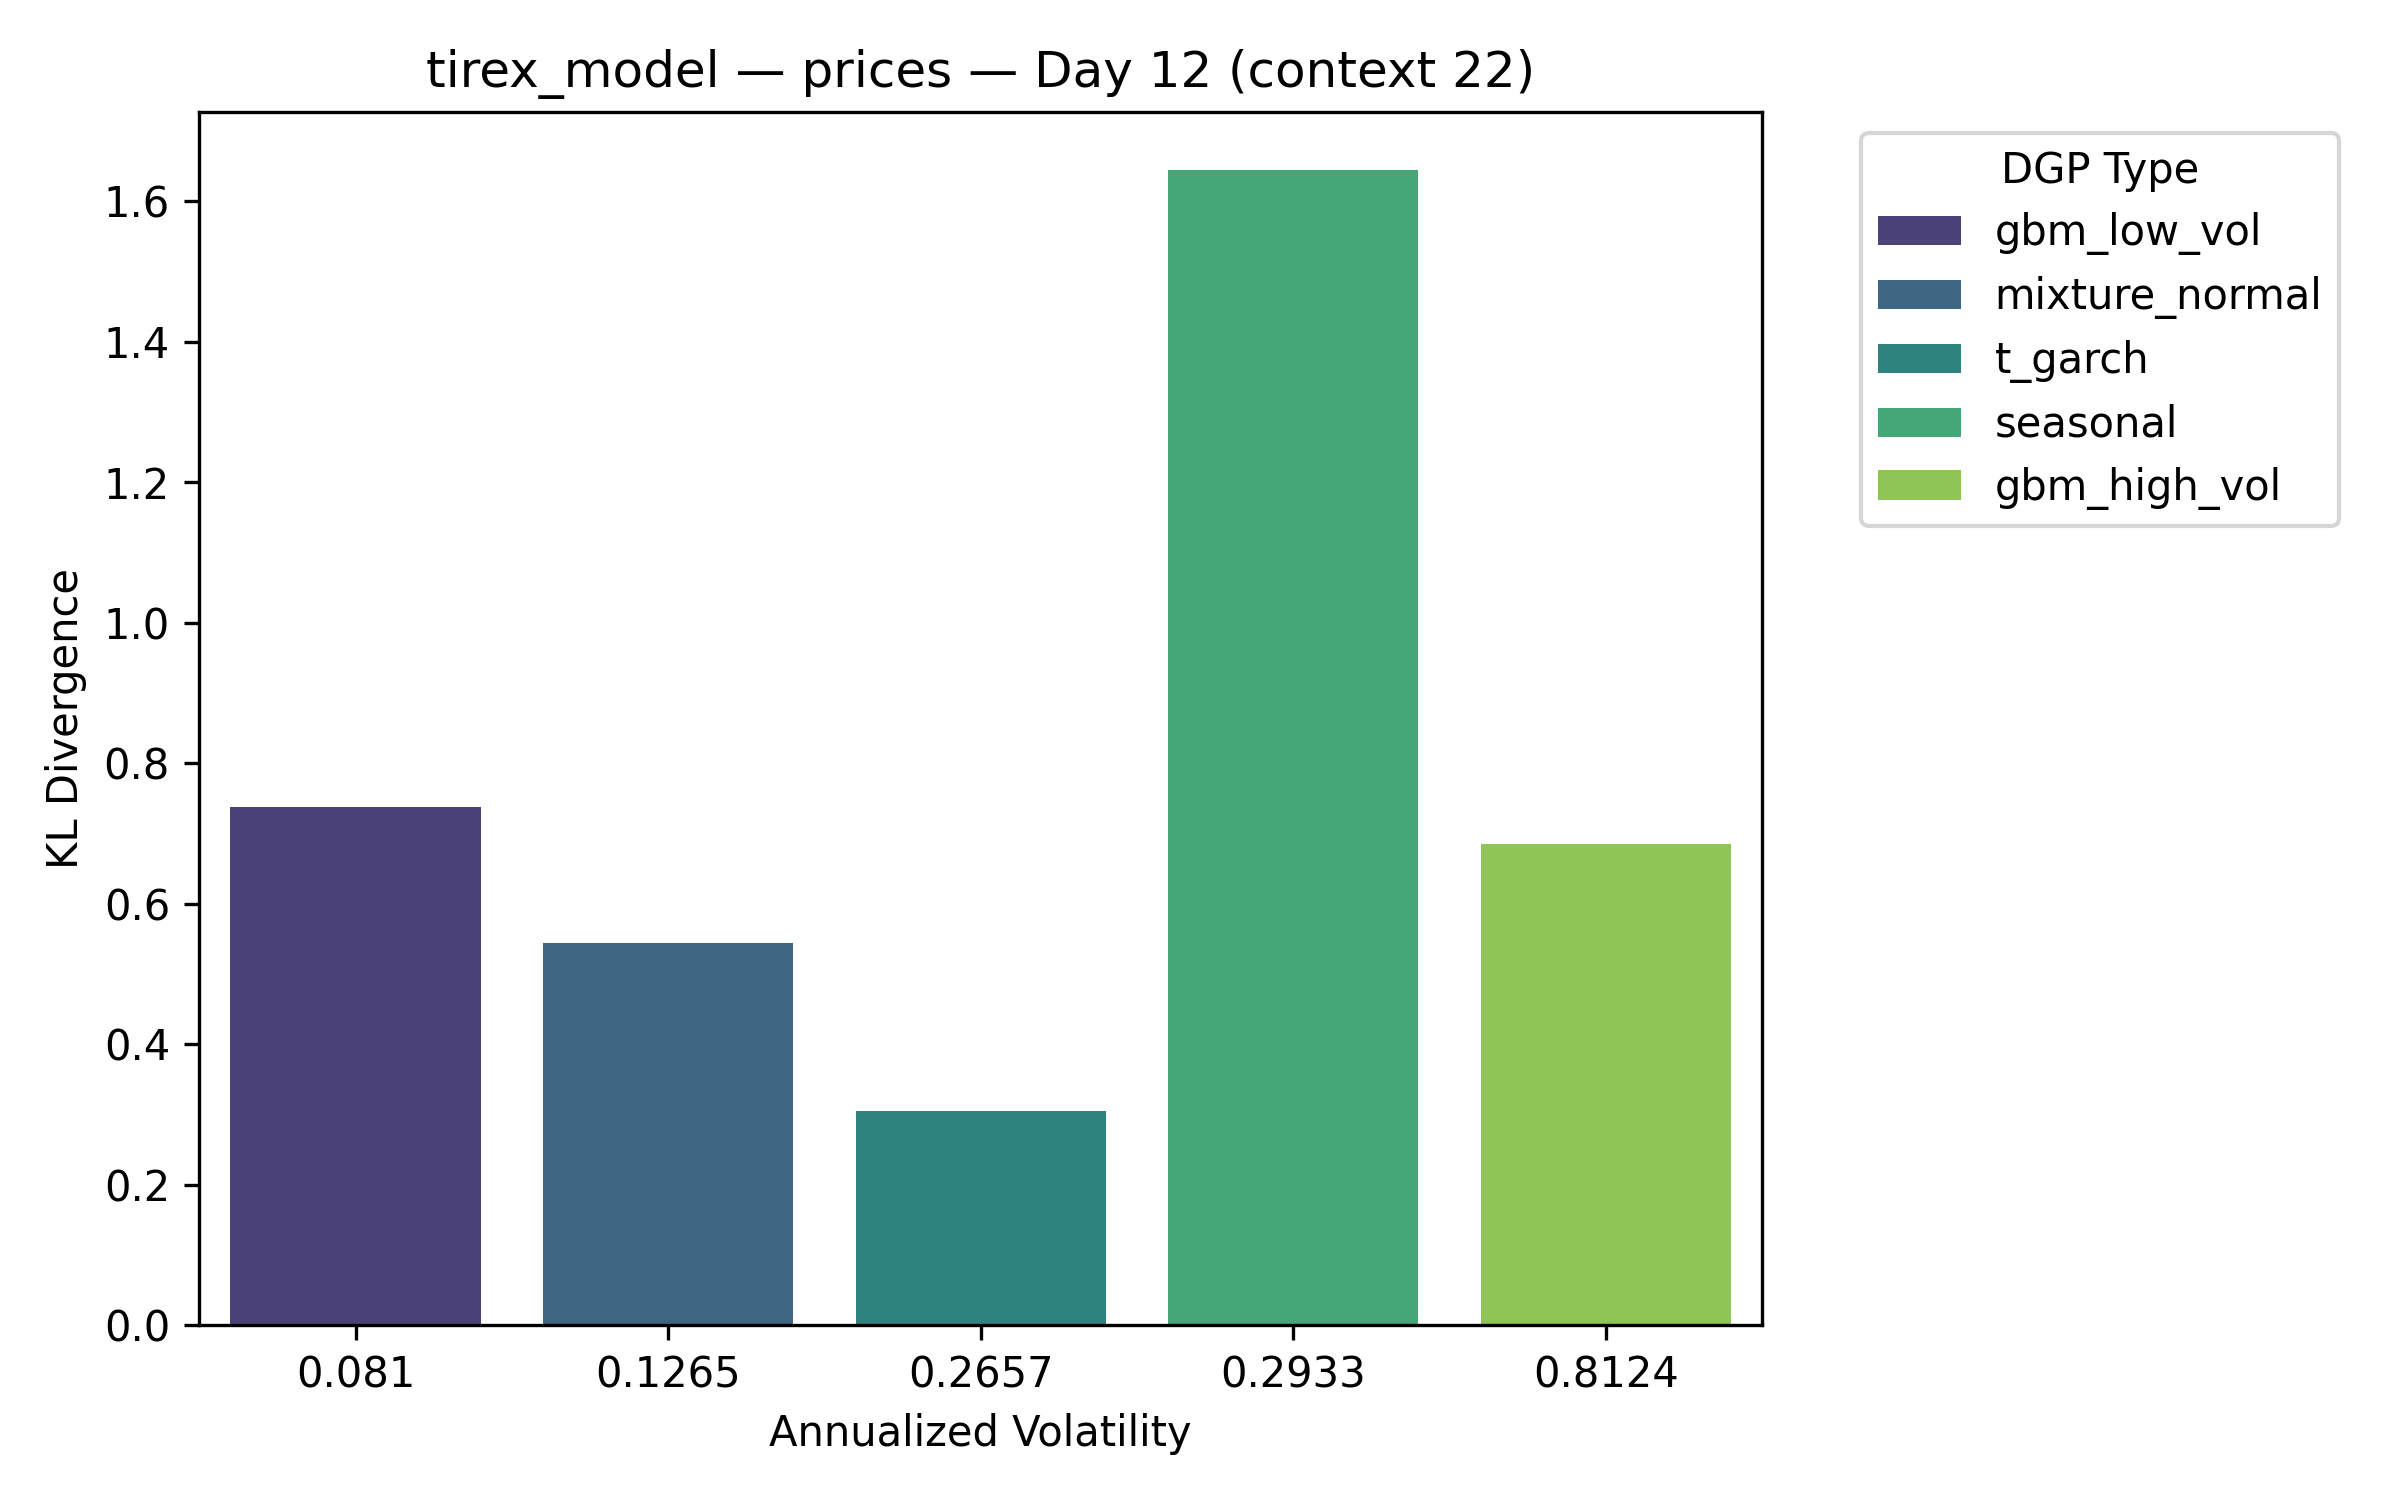 tirex_model — prices — Day 12 (context 22)
KL Divergence
1.6
1.4
1.2
1.0
0.8
0.6
0.4
0.2
0.0
0.081 0.1265 0.2657 0.2933 0.8124
Annualized Volatility
DGP Type
gbm_low_vol
mixture_normal
t_garch
seasonal
gbm_high_vol